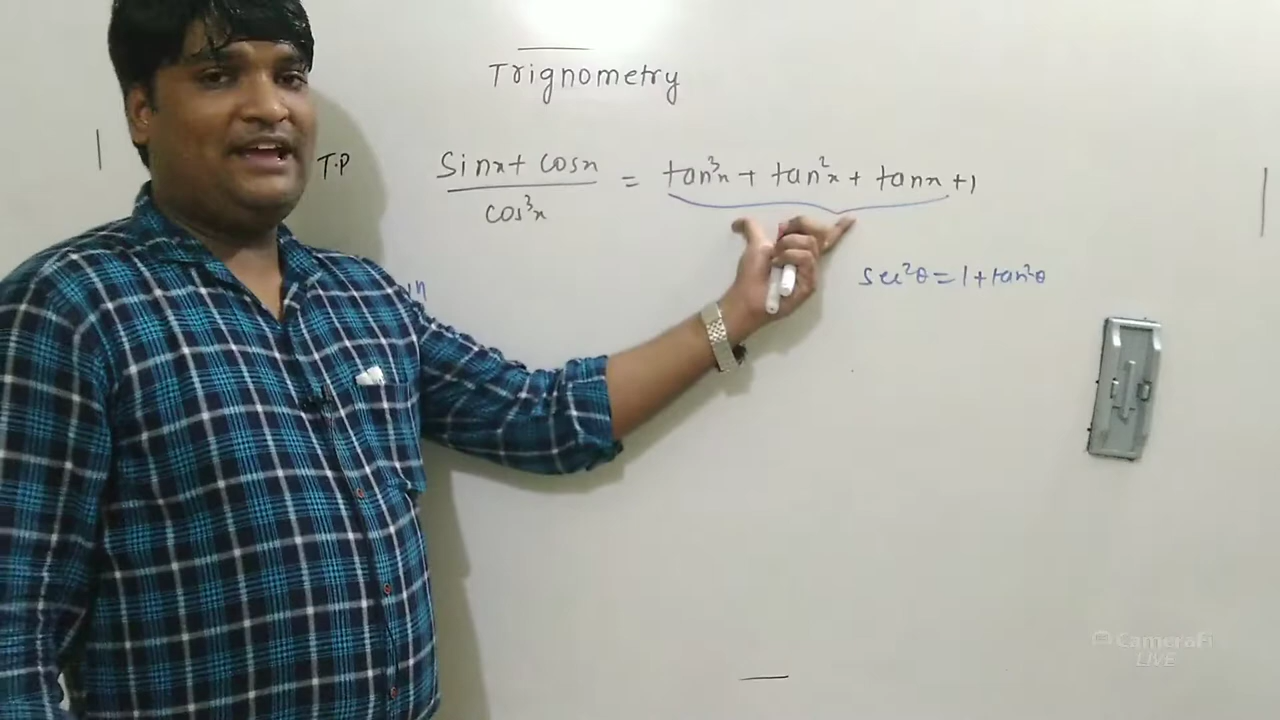 Trignometry
T.P sinx + cosx / cos³x = tan³x + tan²x + tanx + 1
sec²θ = 1 + tan²θ
CameraFi
LIVE